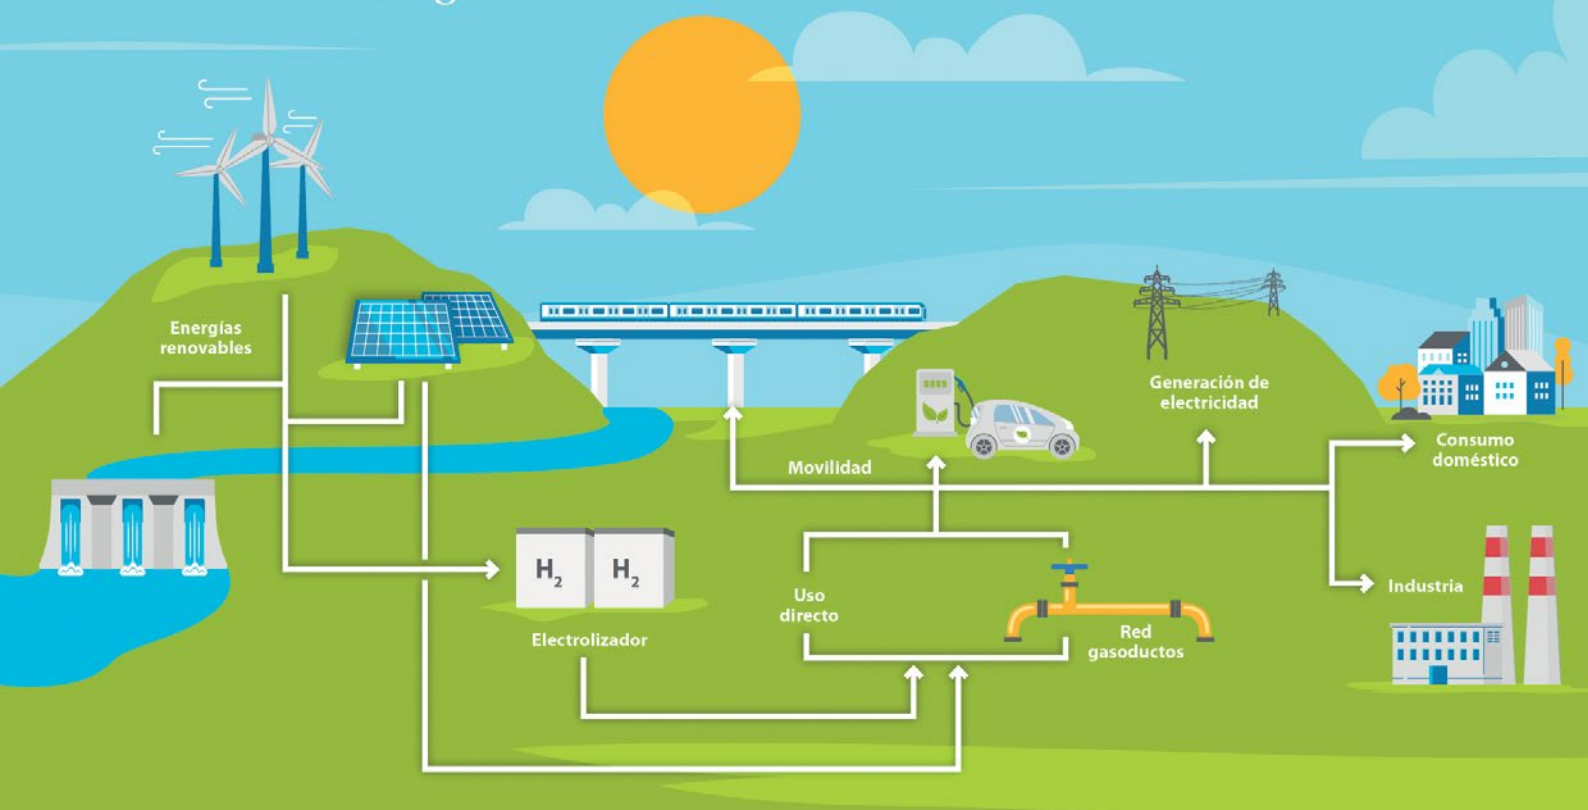 Energías
renovables
Generación de
electricidad
Movilidad
Consumo
doméstico
H2
H2
Electrolizador
Uso
directo
Red
gasoductos
Industria